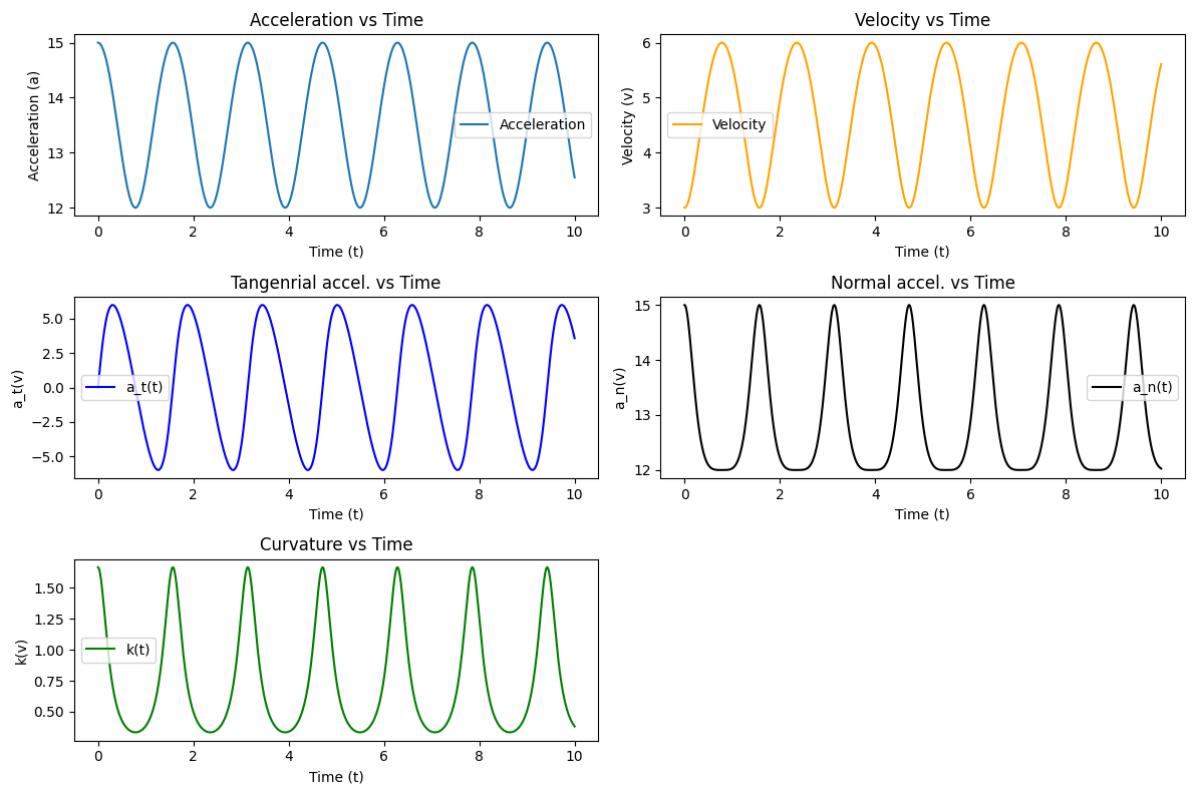 Acceleration vs Time
Acceleration (a)
15
14
13
12
Acceleration
0 2 4 6 8 10
Time (t)
Velocity vs Time
Velocity (v)
6
5
4
3
Velocity
0 2 4 6 8 10
Time (t)
Tangenrial accel. vs Time
a_t(v)
5.0
2.5
0.0
−2.5
−5.0
a_t(t)
0 2 4 6 8 10
Time (t)
Normal accel. vs Time
a_n(v)
15
14
13
12
a_n(t)
0 2 4 6 8 10
Time (t)
Curvature vs Time
k(v)
1.50
1.25
1.00
0.75
0.50
k(t)
0 2 4 6 8 10
Time (t)